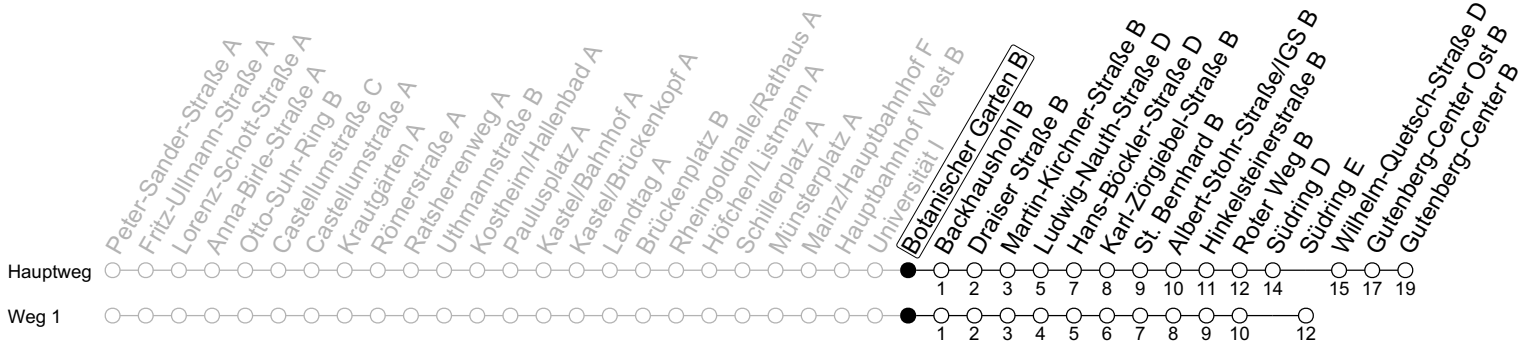 Peter-Sander-Straße A
Fritz-Ullmann-Straße A
Lorenz-Schott-Straße A
Anna-Birle-Straße A
Otto-Suhr-Ring B
Castellumstraße C
Castellumstraße A
Krautgärten A
Römerstraße A
Ratsherrenweg A
Uthmannstraße B
Kostheim/Hallenbad A
Paulusplatz A
Kastel/Bahnhof A
Kastel/Brückenkopf A
Landtag A
Brückenplatz B
Rheingoldhalle/Rathaus A
Höfchen/Listmann A
Schillerplatz A
Münsterplatz A
Mainz/Hauptbahnhof F
Hauptbahnhof West B
Universität I
Botanischer Garten B
Backhaushohl B
Draiser Straße B
Martin-Kirchner-Straße B
Ludwig-Nauth-Straße D
Hans-Böckler-Straße D
Karl-Zörgiebel-Straße B
St. Bernhard B
Albert-Stohr-Straße/IGS B
Hinkelsteinerstraße B
Roter Weg B
Südring D
Südring E
Wilhelm-Quetsch-Straße D
Gutenberg-Center Ost B
Gutenberg-Center B
Hauptweg
1 2 3 5 7 8 9 10 11 12 14 15 17 19
Weg 1
1 2 3 4 5 6 7 8 9 10 12